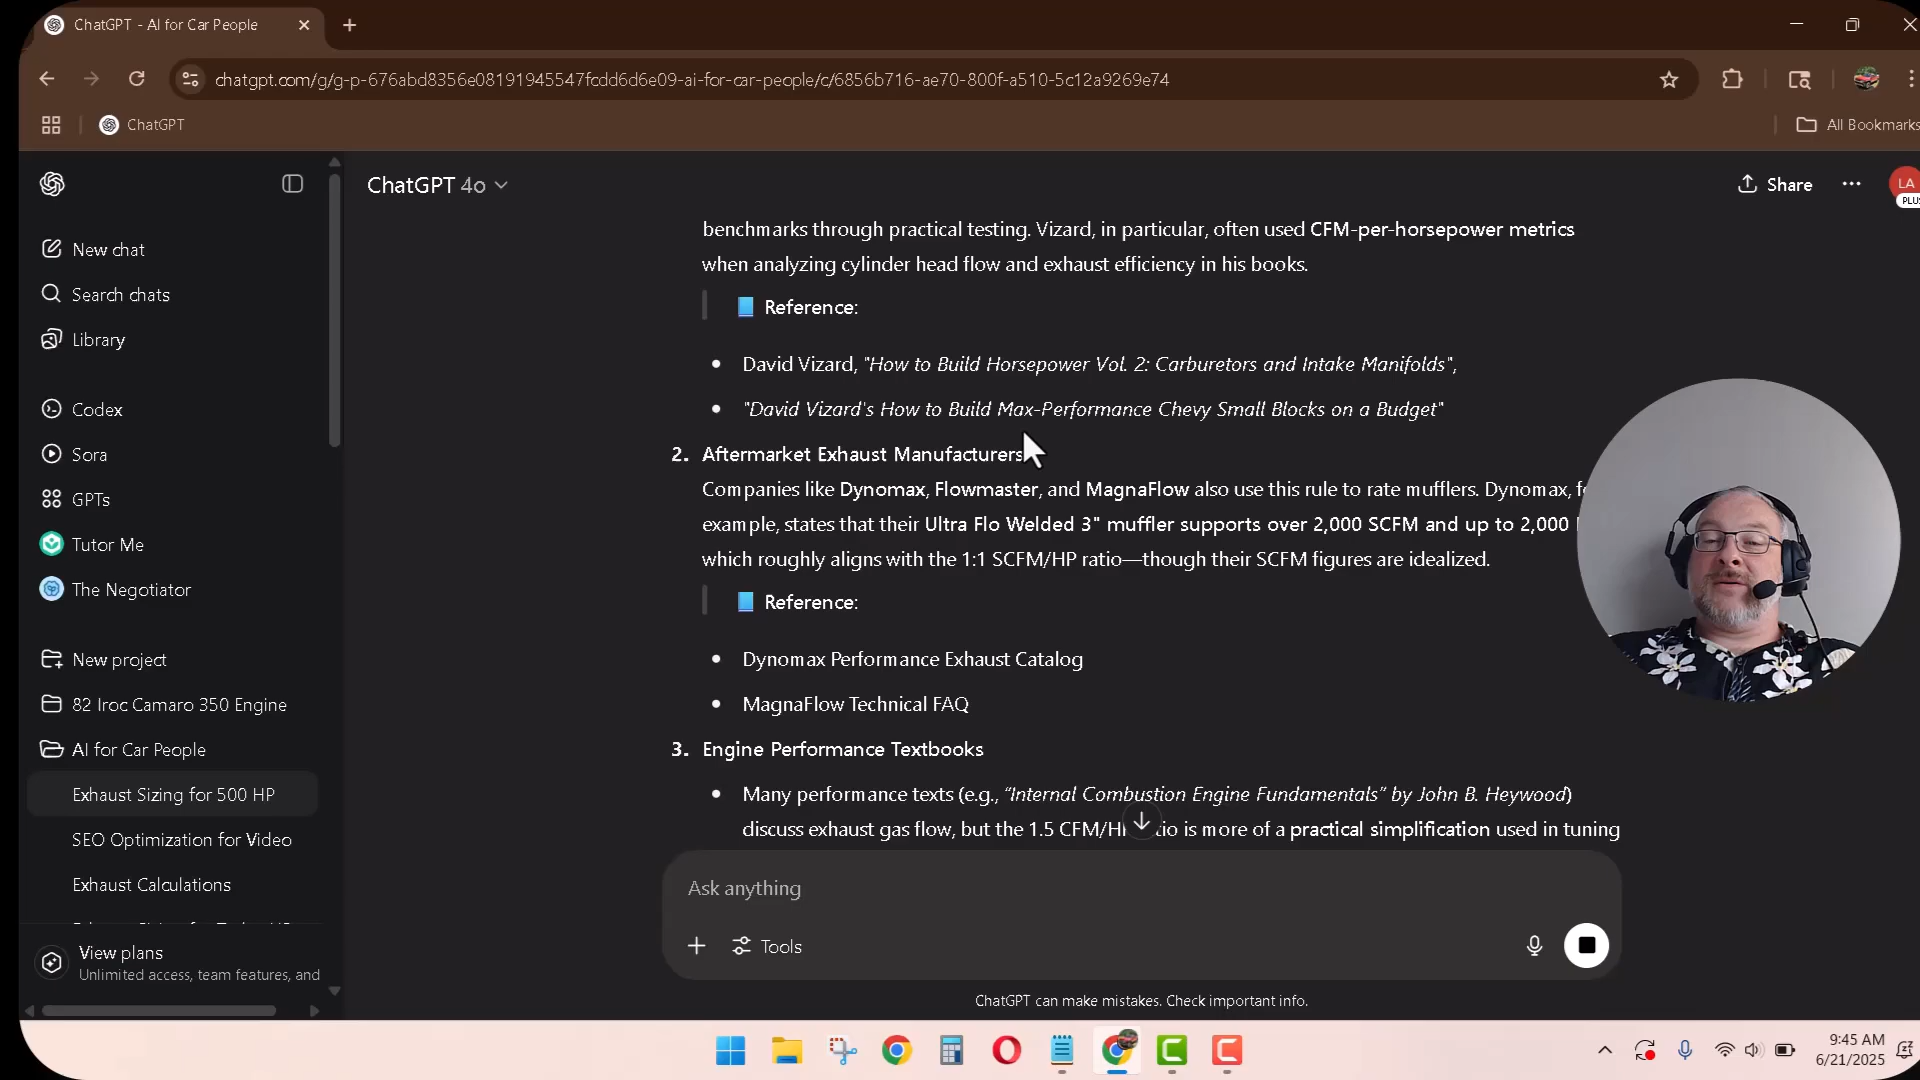 ChatGPT - AI for Car People
chatgpt.com/g/g-p-676abd8356e08191945547fcdd6d6e09-ai-for-car-people/c/6856b716-ae70-800f-a510-5c12a9269e74
ChatGPT
All Bookmarks
ChatGPT 4o
Share
LA
PLUS
New chat
Search chats
Library
Codex
Sora
GPTs
Tutor Me
The Negotiator
New project
82 Iroc Camaro 350 Engine
AI for Car People
Exhaust Sizing for 500 HP
SEO Optimization for Video
Exhaust Calculations
View plans
Unlimited access, team features, and
benchmarks through practical testing. Vizard, in particular, often used CFM-per-horsepower metrics
when analyzing cylinder head flow and exhaust efficiency in his books.
Reference:
• David Vizard, "How to Build Horsepower Vol. 2: Carburetors and Intake Manifolds",
• "David Vizard's How to Build Max-Performance Chevy Small Blocks on a Budget"
2. Aftermarket Exhaust Manufacturers
Companies like Dynomax, Flowmaster, and MagnaFlow also use this rule to rate mufflers. Dynomax,
example, states that their Ultra Flo Welded 3" muffler supports over 2,000 SCFM and up to 2,000
which roughly aligns with the 1:1 SCFM/HP ratio—though their SCFM figures are idealized.
Reference:
• Dynomax Performance Exhaust Catalog
• MagnaFlow Technical FAQ
3. Engine Performance Textbooks
• Many performance texts (e.g., “Internal Combustion Engine Fundamentals” by John B. Heywood)
discuss exhaust gas flow, but the 1.5 CFM/H is more of a practical simplification used in tuning
Ask anything
Tools
ChatGPT can make mistakes. Check important info.
9:45 AM
6/21/2025